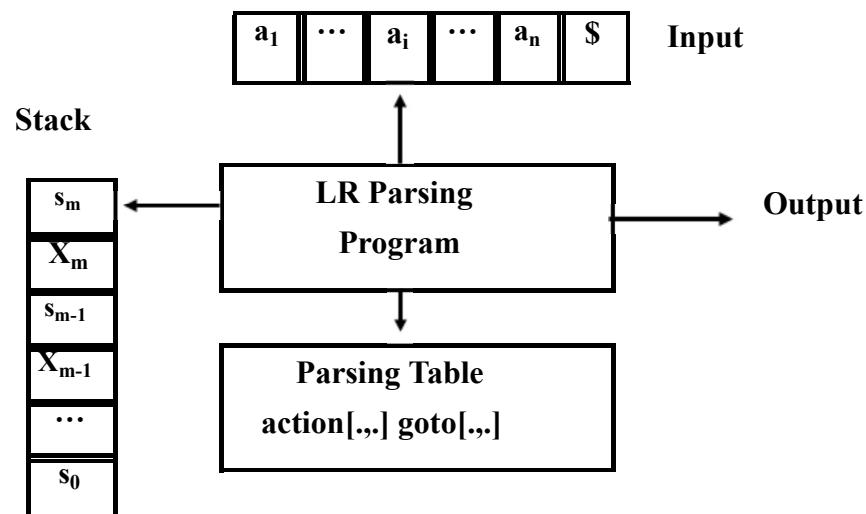 a₁ ··· aᵢ ··· aₙ $ Input
Stack
LR Parsing
Program
Output
sₘ
Xₘ
sₘ₋₁
Xₘ₋₁
···
s₀
Parsing Table
action[.,.] goto[.,.]